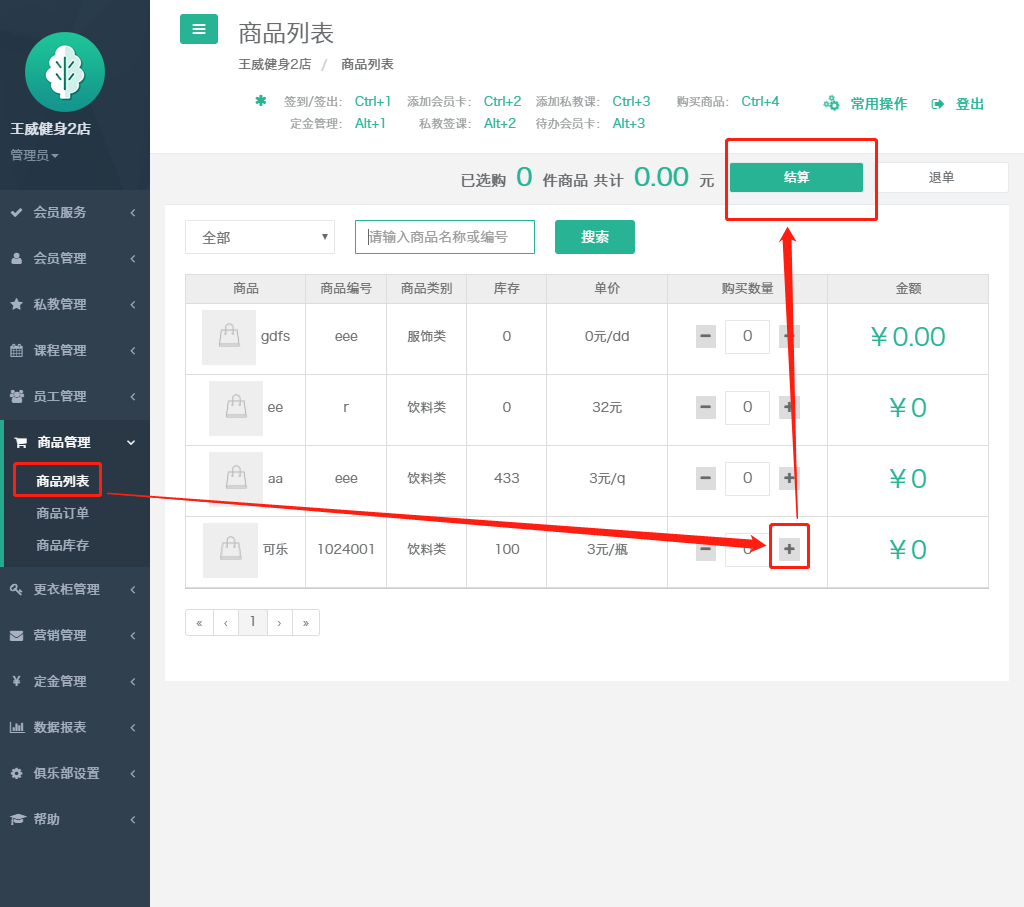 王威健身2店
管理员
会员服务
会员管理
私教管理
课程管理
员工管理
商品管理
商品列表
商品订单
商品库存
更衣柜管理
营销管理
定金管理
数据报表
俱乐部设置
帮助
商品列表
王威健身2店 / 商品列表
签到/签出: Ctrl+1 添加会员卡: Ctrl+2 添加私教课: Ctrl+3 购买商品: Ctrl+4
定金管理: Alt+1 私教签课: Alt+2 待办会员卡: Alt+3
常用操作 登出
已选购 0 件商品 共计 0.00 元 结算 退单
全部 请输入商品名称或编号 搜索
商品 商品编号 商品类别 库存 单价 购买数量 金额
gdfs eee 服饰类 0 0元/dd 0 ￥0.00
ee r 饮料类 0 32元 0 ￥0
aa eee 饮料类 433 3元/q 0 ￥0
可乐 1024001 饮料类 100 3元/瓶 0 ￥0
« ‹ 1 › »